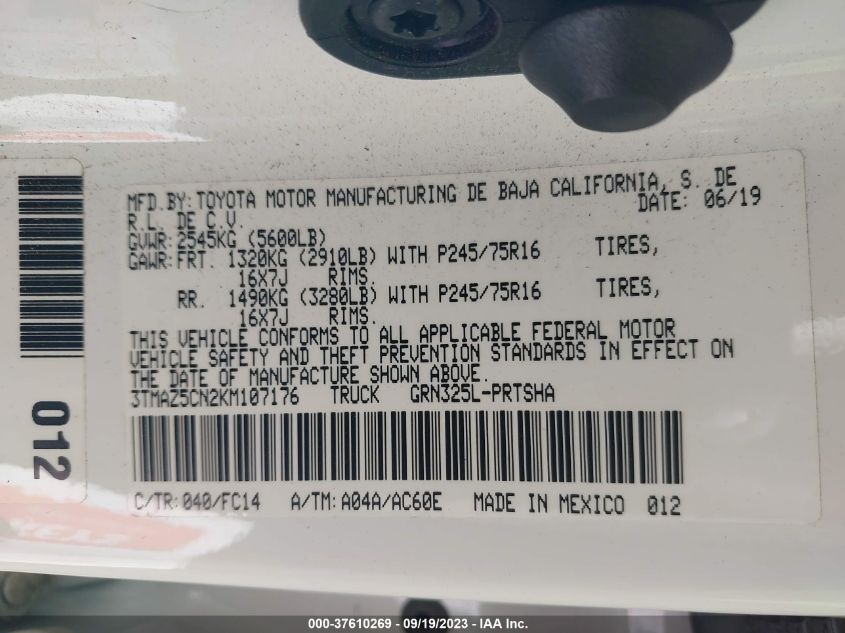 MFD.BY:TOYOTA MOTOR MANUFACTURING DE BAJA CALIFORNIA, S. DE
R.L. DE C.V. DATE: 06/19
GVWR:2545KG (5600LB)
GAWR:FRT. 1320KG (2910LB) WITH P245/75R16 TIRES,
16X7J RIMS.
RR. 1490KG (3280LB) WITH P245/75R16 TIRES,
16X7J RIMS.
THIS VEHICLE CONFORMS TO ALL APPLICABLE FEDERAL MOTOR
VEHICLE SAFETY AND THEFT PREVENTION STANDARDS IN EFFECT ON
THE DATE OF MANUFACTURE SHOWN ABOVE.
3TMAZ5CN2KM107176 TRUCK GRN325L-PRTSHA
C/TR:040/FC14 A/TM:A04A/AC60E MADE IN MEXICO 012
012
000-37610269 - 09/19/2023 - IAA Inc.